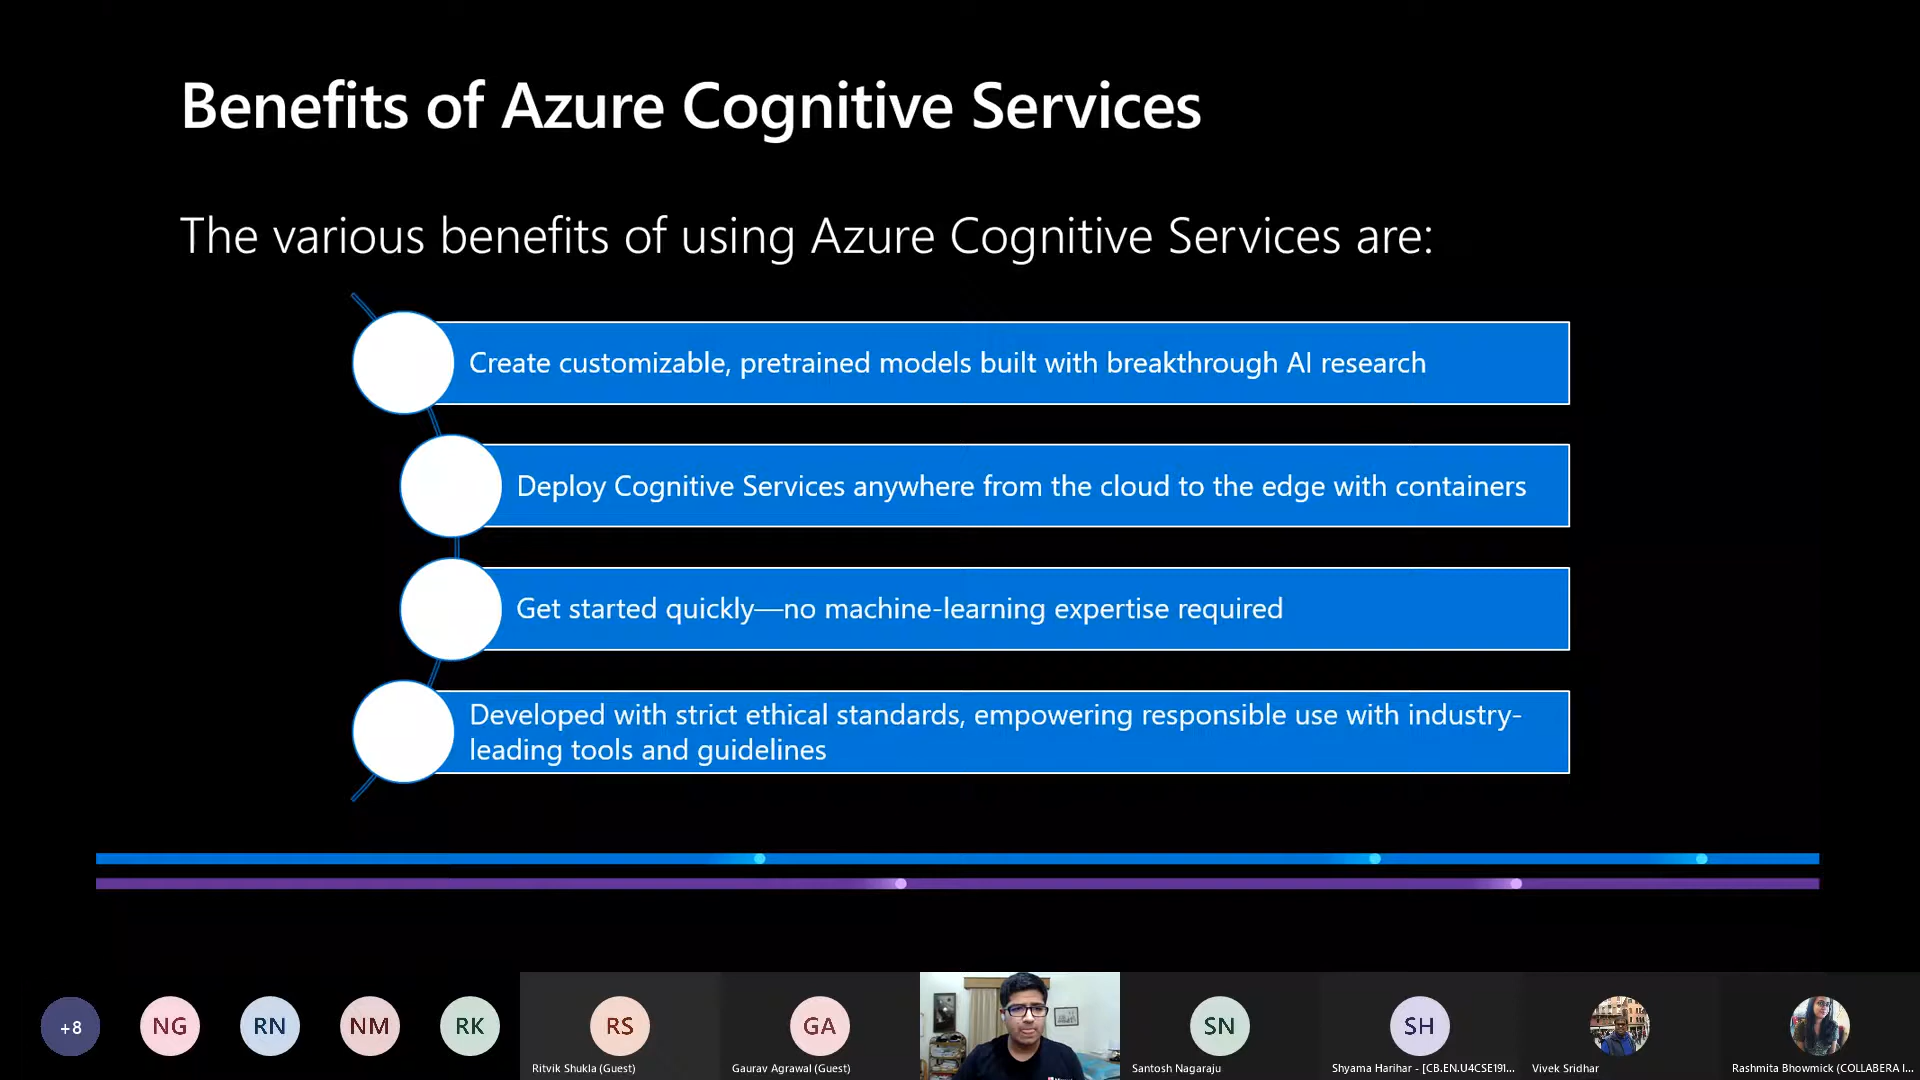 Benefits of Azure Cognitive Services
The various benefits of using Azure Cognitive Services are:
Create customizable, pretrained models built with breakthrough AI research
Deploy Cognitive Services anywhere from the cloud to the edge with containers
Get started quickly—no machine-learning expertise required
Developed with strict ethical standards, empowering responsible use with industry-
leading tools and guidelines
+8
NG
RN
NM
RK
RS
GA
SN
SH
Ritvik Shukla (Guest)
Gaurav Agrawal (Guest)
Santosh Nagaraju
Shyama Harihar - [CB.EN.U4CSE191...
Vivek Sridhar
Rashmita Bhowmick (COLLABERA I...